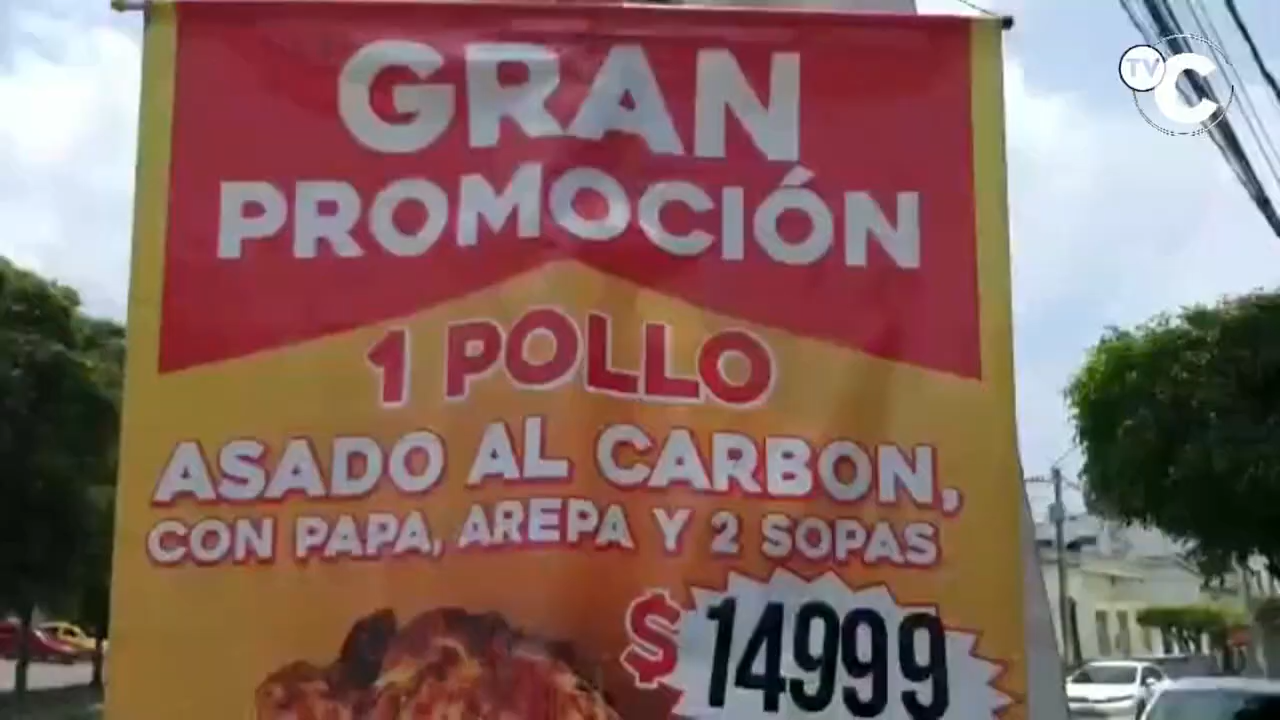 TV C
GRAN
PROMOCIÓN
1 POLLO
ASADO AL CARBON,
CON PAPA, AREPA Y 2 SOPAS
$14999